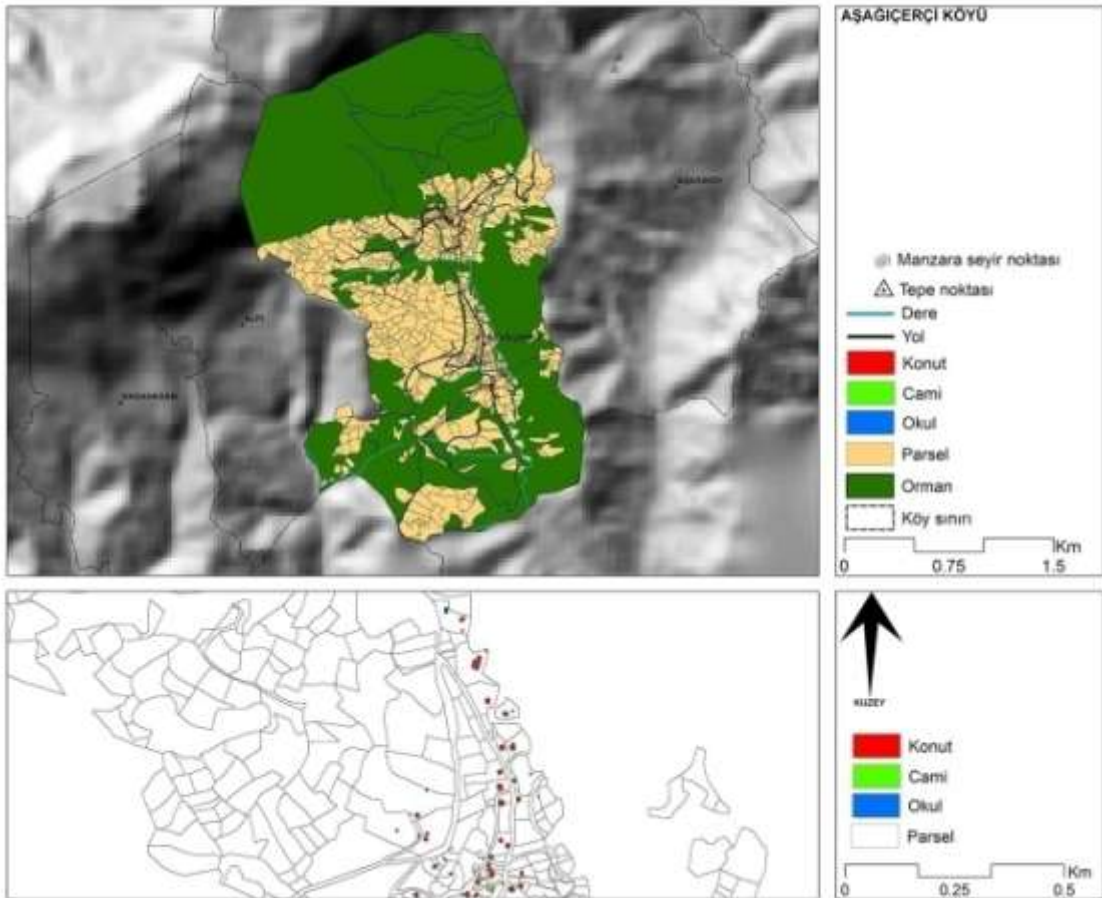 AŞAĞIÇERÇİ KÖYÜ
Manzara seyir noktası
Tepe noktası
Dere
Yol
Konut
Cami
Okul
Parsel
Orman
Köy sınırı
Km
0 0.75 1.5
KUZEY
Konut
Cami
Okul
Parsel
Km
0 0.25 0.5